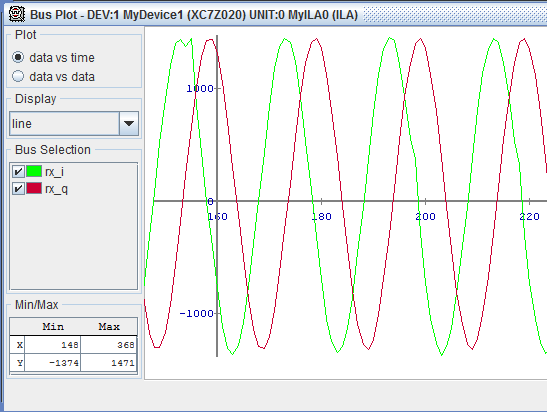 Bus Plot - DEV:1 MyDevice1 (XC7Z020) UNIT:0 MyILA0 (ILA)
Plot
data vs time
data vs data
Display
line
Bus Selection
rx_i
rx_q
Min/Max
Min Max
X 148 368
Y -1374 1471
1000
0
160 180 200 220
-1000